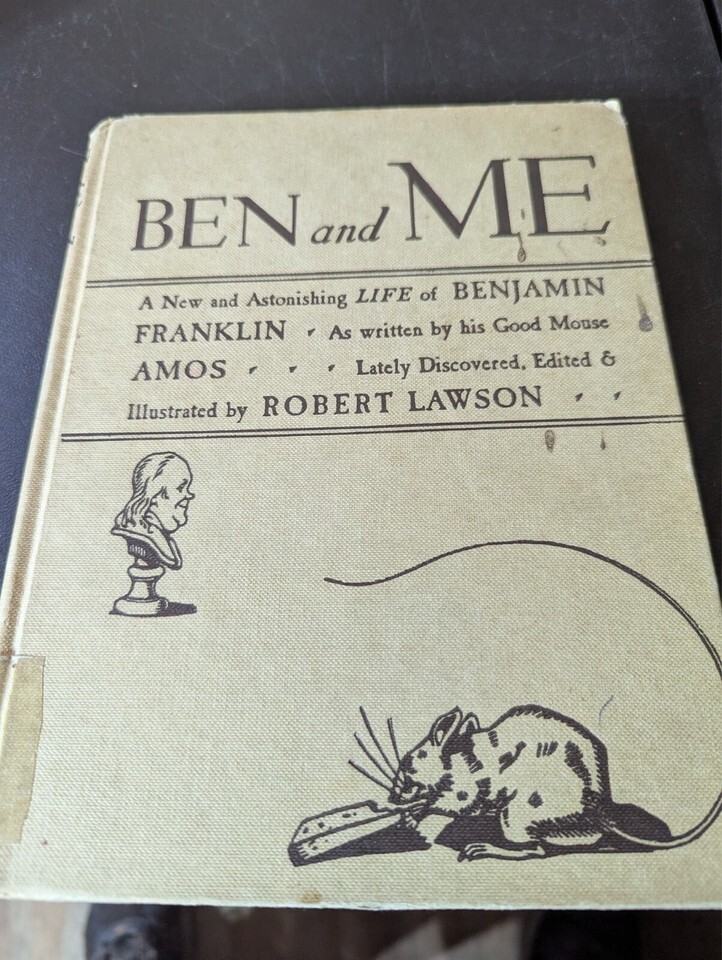 BEN and ME
A New and Astonishing LIFE of BENJAMIN
FRANKLIN ، As written by his Good Mouse
AMOS ، ، ، Lately Discovered, Edited &
Illustrated by ROBERT LAWSON ، ،